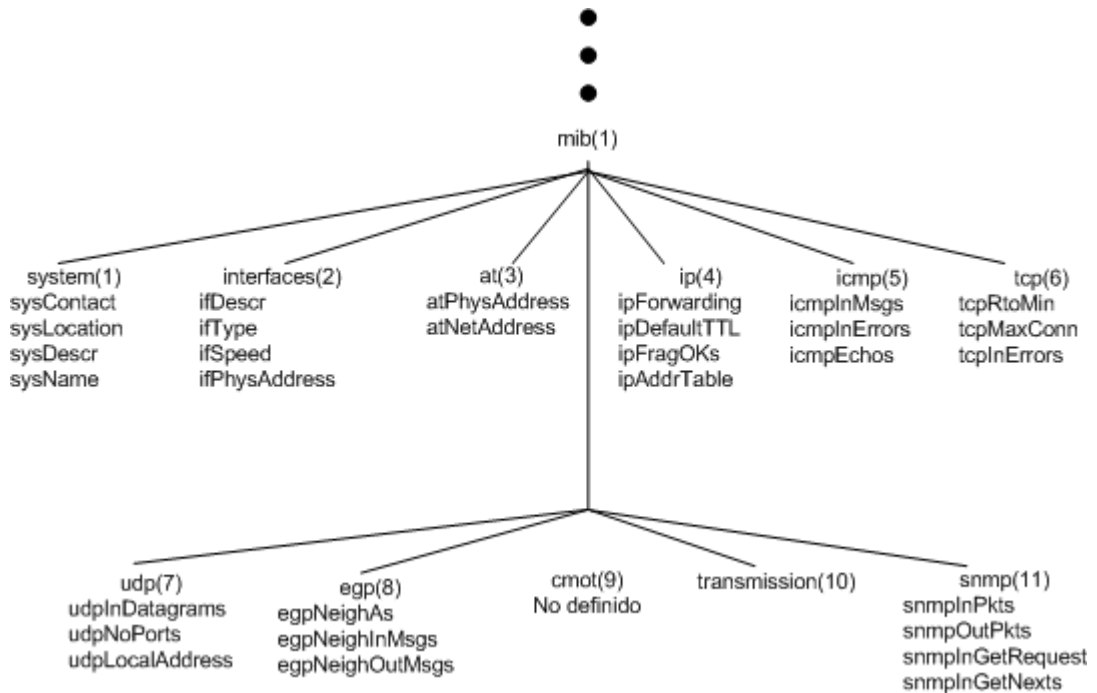 mib(1)
system(1)
sysContact
sysLocation
sysDescr
sysName
interfaces(2)
ifDescr
ifType
ifSpeed
ifPhysAddress
at(3)
atPhysAddress
atNetAddress
ip(4)
ipForwarding
ipDefaultTTL
ipFragOKs
ipAddrTable
icmp(5)
icmpInMsgs
icmpInErrors
icmpEchos
tcp(6)
tcpRtoMin
tcpMaxConn
tcpInErrors
udp(7)
udpInDatagrams
udpNoPorts
udpLocalAddress
egp(8)
egpNeighAs
egpNeighInMsgs
egpNeighOutMsgs
cmot(9)
No definido
transmission(10)
snmp(11)
snmpInPkts
snmpOutPkts
snmpInGetRequest
snmpInGetNexts